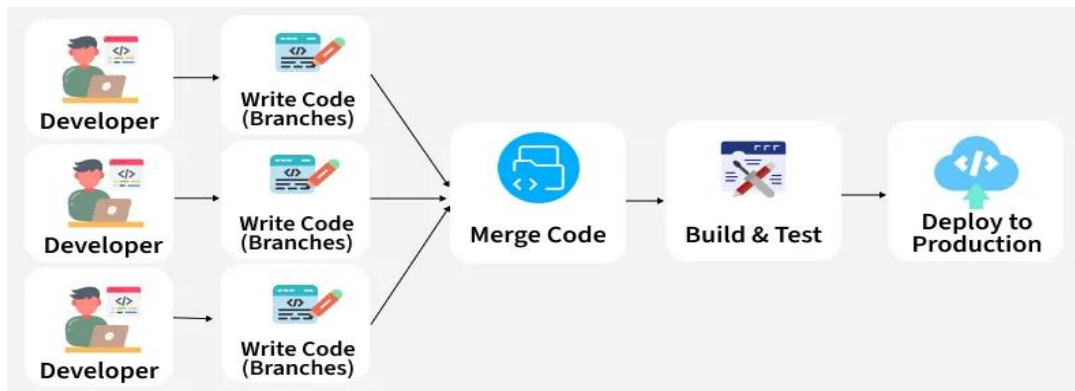 Developer
Write Code
(Branches)
Developer
Write Code
(Branches)
Developer
Write Code
(Branches)
Merge Code
Build & Test
Deploy to
Production